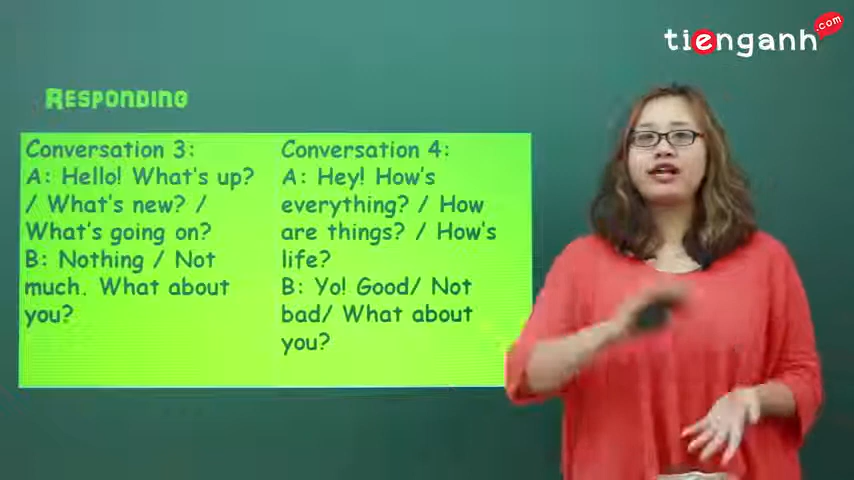 tienganh.com
Responding
Conversation 3:
A: Hello! What's up?
/ What's new? /
What's going on?
B: Nothing / Not
much. What about
you?
Conversation 4:
A: Hey! How's
everything? / How
are things? / How's
life?
B: Yo! Good/ Not
bad/ What about
you?